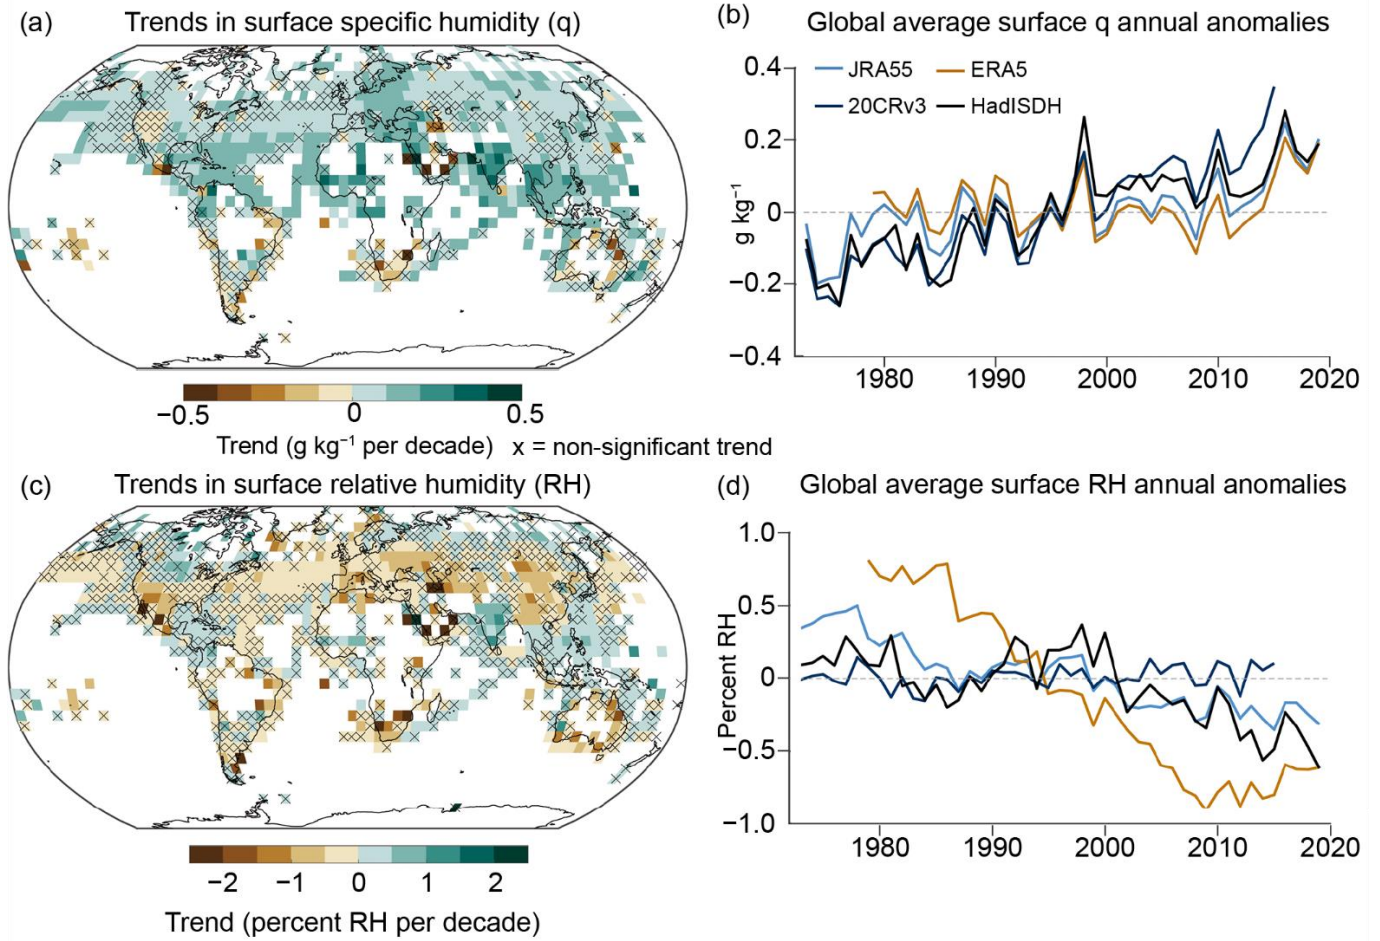 (a) Trends in surface specific humidity (q)
−0.5 0 0.5
Trend (g kg⁻¹ per decade) x = non-significant trend
(b) Global average surface q annual anomalies
JRA55 ERA5
20CRv3 HadISDH
g kg⁻¹
0.4
0.2
0
−0.2
−0.4
1980 1990 2000 2010 2020
(c) Trends in surface relative humidity (RH)
−2 −1 0 1 2
Trend (percent RH per decade)
(d) Global average surface RH annual anomalies
Percent RH
1.0
0.5
0
−0.5
−1.0
1980 1990 2000 2010 2020